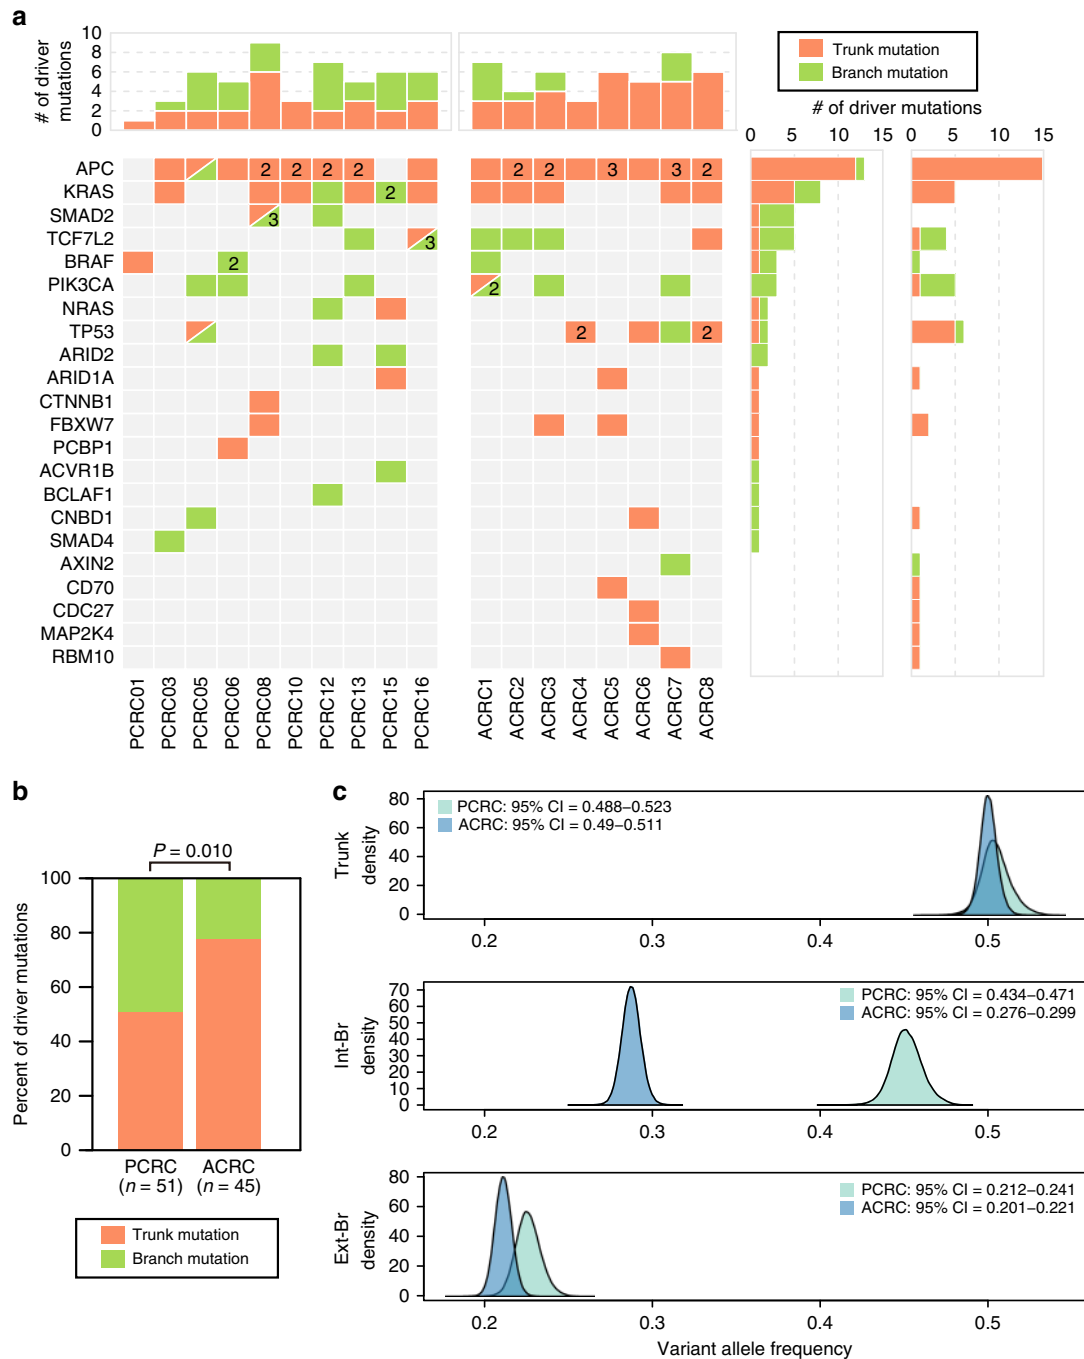 a
# of driver
mutations
10
8
6
4
2
0
Trunk mutation
Branch mutation
# of driver mutations
0 5 10 15 0 5 10 15
APC 2 2 2 2 2 2 3 3 2
KRAS 2
SMAD2 3
TCF7L2 3
BRAF 2
PIK3CA 2
NRAS
TP53 2 2
ARID2
ARID1A
CTNNB1
FBXW7
PCBP1
ACVR1B
BCLAF1
CNBD1
SMAD4
AXIN2
CD70
CDC27
MAP2K4
RBM10
PCRC01 PCRC03 PCRC05 PCRC06 PCRC08 PCRC10 PCRC12 PCRC13 PCRC15 PCRC16 ACRC1 ACRC2 ACRC3 ACRC4 ACRC5 ACRC6 ACRC7 ACRC8
b
P = 0.010
Percent of driver mutations
100
80
60
40
20
0
PCRC ACRC
(n = 51) (n = 45)
Trunk mutation
Branch mutation
c
Trunk
density
80
60
40
20
0
PCRC: 95% CI = 0.488–0.523
ACRC: 95% CI = 0.49–0.511
0.2 0.3 0.4 0.5
Int-Br
density
70
60
50
40
30
20
10
0
PCRC: 95% CI = 0.434–0.471
ACRC: 95% CI = 0.276–0.299
0.2 0.3 0.4 0.5
Ext-Br
density
80
60
40
20
0
PCRC: 95% CI = 0.212–0.241
ACRC: 95% CI = 0.201–0.221
0.2 0.3 0.4 0.5
Variant allele frequency